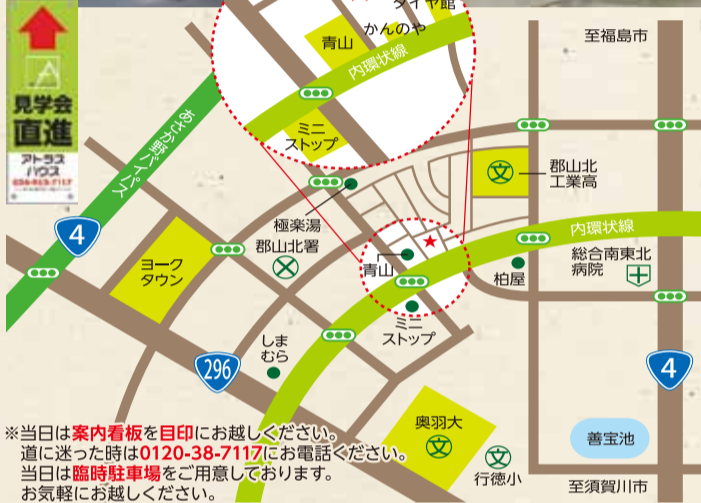 見学会
直進
アトラス
ハウス
タイヤ館
かんのや
青山
内環状線
ミニ
ストップ
至福島市
あさか野バイパス
4
郡山北
工業高
文
極楽湯
郡山北署
ヨーク
タウン
青山
内環状線
柏屋
総合南東北
病院
ミニ
ストップ
しま
むら
296
4
奥羽大
文
文
行徳小
善宝池
至須賀川市
※当日は案内看板を目印にお越しください。
道に迷った時は0120-38-7117にお電話ください。
当日は臨時駐車場をご用意しております。
お気軽にお越しください。